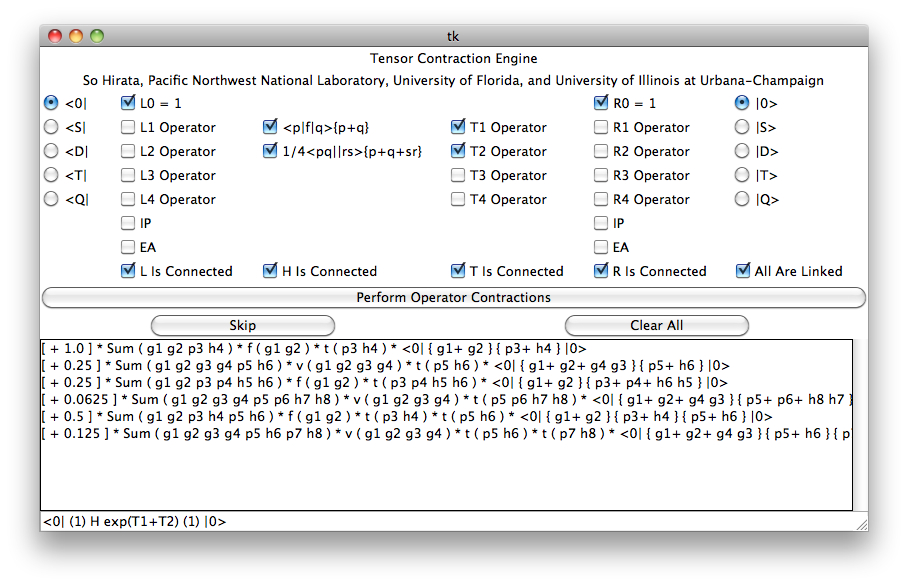 tk
Tensor Contraction Engine
So Hirata, Pacific Northwest National Laboratory, University of Florida, and University of Illinois at Urbana-Champaign
<0| L0 = 1 R0 = 1 |0>
<S| L1 Operator <p|f|q>{p+q} T1 Operator R1 Operator |S>
<D| L2 Operator 1/4<pq||rs>{p+q+sr} T2 Operator R2 Operator |D>
<T| L3 Operator T3 Operator R3 Operator |T>
<Q| L4 Operator T4 Operator R4 Operator |Q>
IP IP
EA EA
L Is Connected H Is Connected T Is Connected R Is Connected All Are Linked
Perform Operator Contractions
Skip Clear All
[ + 1.0 ] * Sum ( g1 g2 p3 h4 ) * f ( g1 g2 ) * t ( p3 h4 ) * <0| { g1+ g2 } { p3+ h4 } |0>
[ + 0.25 ] * Sum ( g1 g2 g3 g4 p5 h6 ) * v ( g1 g2 g3 g4 ) * t ( p5 h6 ) * <0| { g1+ g2+ g4 g3 } { p5+ h6 } |0>
[ + 0.25 ] * Sum ( g1 g2 p3 p4 h5 h6 ) * f ( g1 g2 ) * t ( p3 p4 h5 h6 ) * <0| { g1+ g2 } { p3+ p4+ h6 h5 } |0>
[ + 0.0625 ] * Sum ( g1 g2 g3 g4 p5 p6 h7 h8 ) * v ( g1 g2 g3 g4 ) * t ( p5 p6 h7 h8 ) * <0| { g1+ g2+ g4 g3 } { p5+ p6+ h8 h7 }
[ + 0.5 ] * Sum ( g1 g2 p3 h4 p5 h6 ) * f ( g1 g2 ) * t ( p3 h4 ) * t ( p5 h6 ) * <0| { g1+ g2 } { p3+ h4 } { p5+ h6 } |0>
[ + 0.125 ] * Sum ( g1 g2 g3 g4 p5 h6 p7 h8 ) * v ( g1 g2 g3 g4 ) * t ( p5 h6 ) * t ( p7 h8 ) * <0| { g1+ g2+ g4 g3 } { p5+ h6 } { p
<0| (1) H exp(T1+T2) (1) |0>